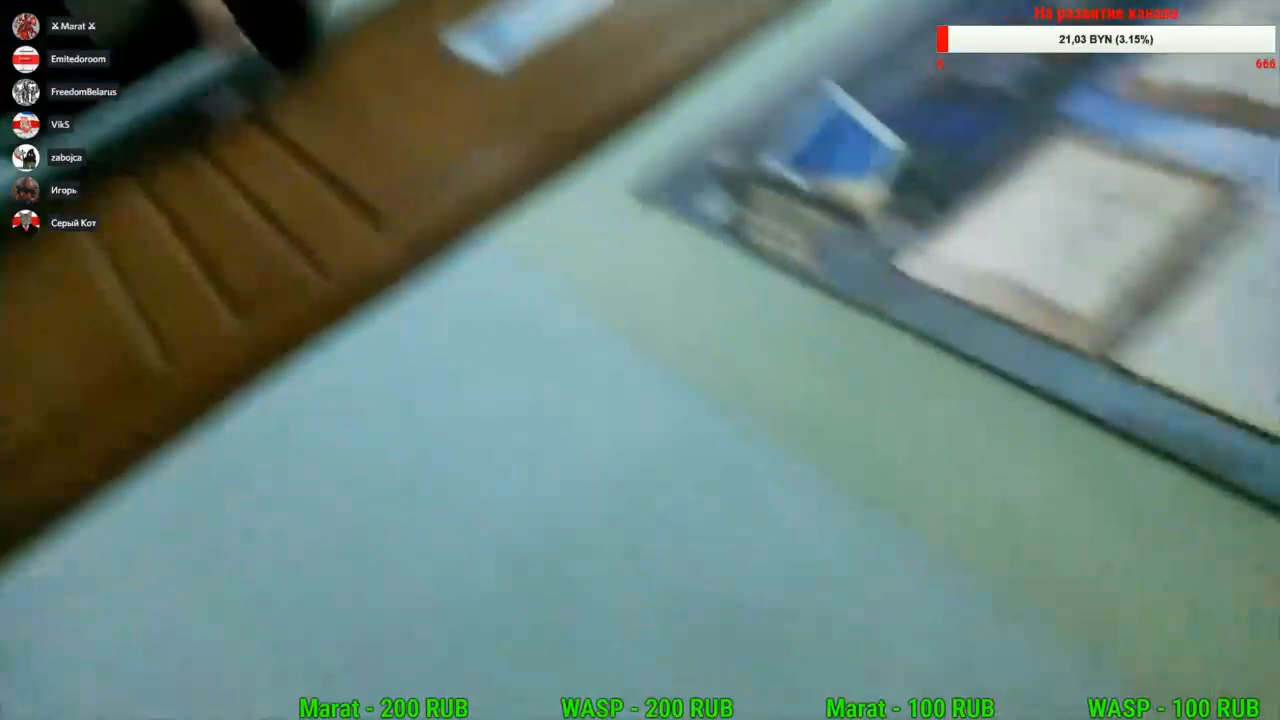 ⚔ Marat ⚔
Emitedoroom
FreedomBelarus
VikS
zabojca
Игорь
Серый Кот
На развитие канала
21,03 BYN (3.15%)
0 666
Marat - 200 RUB WASP - 200 RUB Marat - 100 RUB WASP - 100 RUB